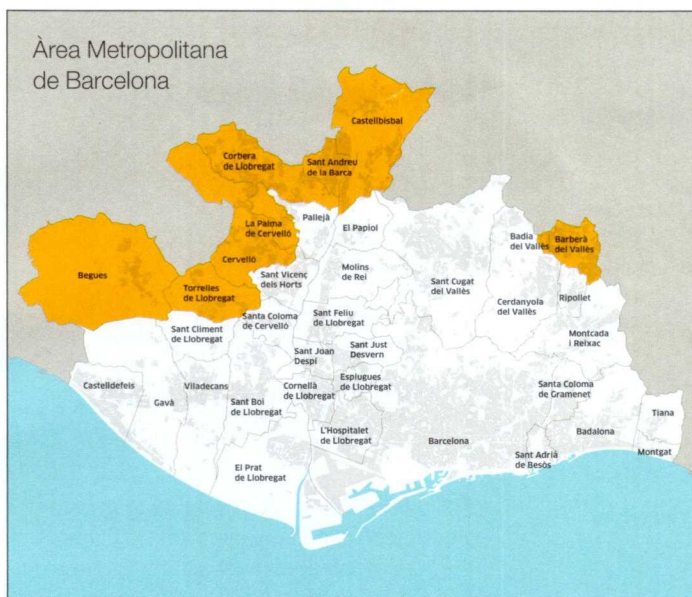 Àrea Metropolitana
de Barcelona
Castellbisbal
Corbera
de Llobregat
Sant Andreu
de la Barca
La Palma
de Cervelló
Pallejà
El Papiol
Badia
del Vallès
Barberà
del Vallès
Begues
Cervelló
Torrelles
de Llobregat
Sant Vicenç
dels Horts
Molins
de Rei
Sant Cugat
del Vallès
Cerdanyola
del Vallès
Ripollet
Sant Climent
de Llobregat
Santa Coloma
de Cervelló
Sant Feliu
de Llobregat
Montcada
i Reixac
Sant Joan
Despí
Sant Just
Desvern
Castelldefels
Gavà
Viladecans
Sant Boi
de Llobregat
Cornellà
de Llobregat
Esplugues
de Llobregat
Santa Coloma
de Gramenet
Tiana
L'Hospitalet
de Llobregat
Barcelona
Badalona
Sant Adrià
de Besòs
Montgat
El Prat
de Llobregat